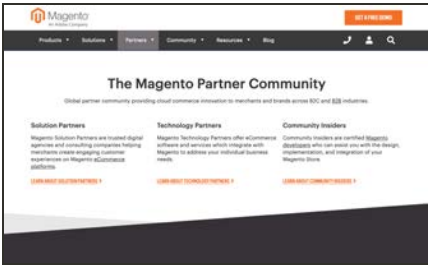 Magento
An Adobe Company
GET A FREE DEMO
Products Solutions Partners Community Resources Blog
The Magento Partner Community
Global partner community providing cloud commerce innovation to merchants and brands across B2C and B2B industries.
Solution Partners
Magento Solution Partners are trusted digital
agencies and consulting companies helping
merchants create engaging customer
experiences on Magento eCommerce
platforms.
LEARN ABOUT SOLUTION PARTNERS >
Technology Partners
Magento Technology Partners offer eCommerce
software and services which integrate with
Magento to address your individual business
needs.
LEARN ABOUT TECHNOLOGY PARTNERS >
Community Insiders
Community Insiders are certified Magento
developers who can assist you with the design,
implementation, and integration of your
Magento Store.
LEARN ABOUT COMMUNITY INSIDERS >